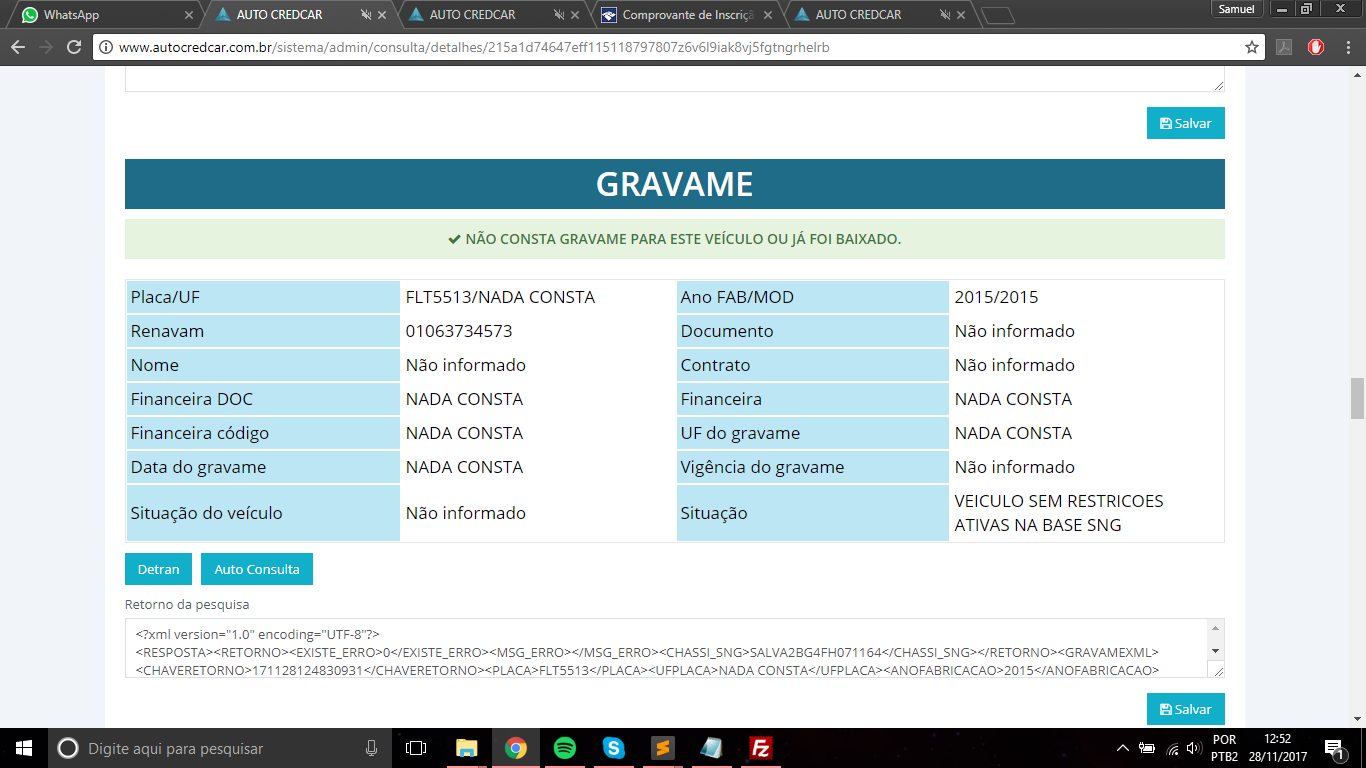 WhatsApp
AUTO CREDCAR
AUTO CREDCAR
Comprovante de Inscriçã
AUTO CREDCAR
Samuel
www.autocredcar.com.br/sistema/admin/consulta/detalhes/215a1d74647eff115118797807z6v6l9iak8vj5fgtngrhelrb
Salvar
GRAVAME
NÃO CONSTA GRAVAME PARA ESTE VEÍCULO OU JÁ FOI BAIXADO.
Placa/UF FLT5513/NADA CONSTA Ano FAB/MOD 2015/2015
Renavam 01063734573 Documento Não informado
Nome Não informado Contrato Não informado
Financeira DOC NADA CONSTA Financeira NADA CONSTA
Financeira código NADA CONSTA UF do gravame NADA CONSTA
Data do gravame NADA CONSTA Vigência do gravame Não informado
Situação do veículo Não informado Situação VEICULO SEM RESTRICOES
ATIVAS NA BASE SNG
Detran Auto Consulta
Retorno da pesquisa
<?xml version="1.0" encoding="UTF-8"?>
<RESPOSTA><RETORNO><EXISTE_ERRO>0</EXISTE_ERRO><MSG_ERRO></MSG_ERRO><CHASSI_SNG>SALVA2BG4FH071164</CHASSI_SNG></RETORNO><GRAVAMEXML>
<CHAVERETORNO>171128124830931</CHAVERETORNO><PLACA>FLT5513</PLACA><UFPLACA>NADA CONSTA</UFPLACA><ANOFABRICACAO>2015</ANOFABRICACAO>
Salvar
Digite aqui para pesquisar
POR
PTB2
12:52
28/11/2017
1